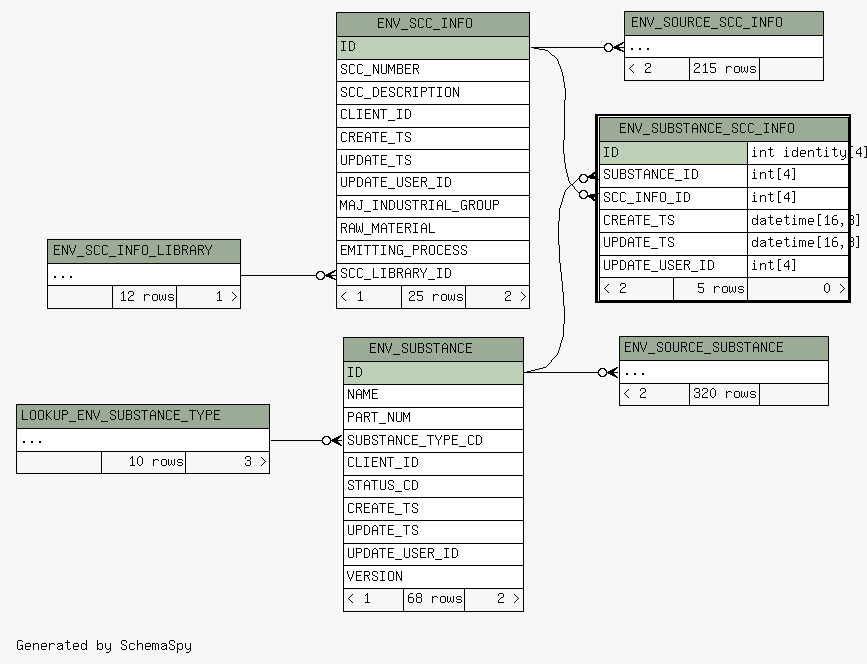 ENV_SCC_INFO
ID
SCC_NUMBER
SCC_DESCRIPTION
CLIENT_ID
CREATE_TS
UPDATE_TS
UPDATE_USER_ID
MAJ_INDUSTRIAL_GROUP
RAW_MATERIAL
EMITTING_PROCESS
SCC_LIBRARY_ID
< 1 25 rows 2 >
ENV_SOURCE_SCC_INFO
...
< 2 215 rows
ENV_SUBSTANCE_SCC_INFO
ID int identity[4]
SUBSTANCE_ID int[4]
SCC_INFO_ID int[4]
CREATE_TS datetime[16,3]
UPDATE_TS datetime[16,3]
UPDATE_USER_ID int[4]
< 2 5 rows 0 >
ENV_SCC_INFO_LIBRARY
...
12 rows 1 >
ENV_SUBSTANCE
ID
NAME
PART_NUM
SUBSTANCE_TYPE_CD
CLIENT_ID
STATUS_CD
CREATE_TS
UPDATE_TS
UPDATE_USER_ID
VERSION
< 1 68 rows 2 >
ENV_SOURCE_SUBSTANCE
...
< 2 320 rows
LOOKUP_ENV_SUBSTANCE_TYPE
...
10 rows 3 >
Generated by SchemaSpy